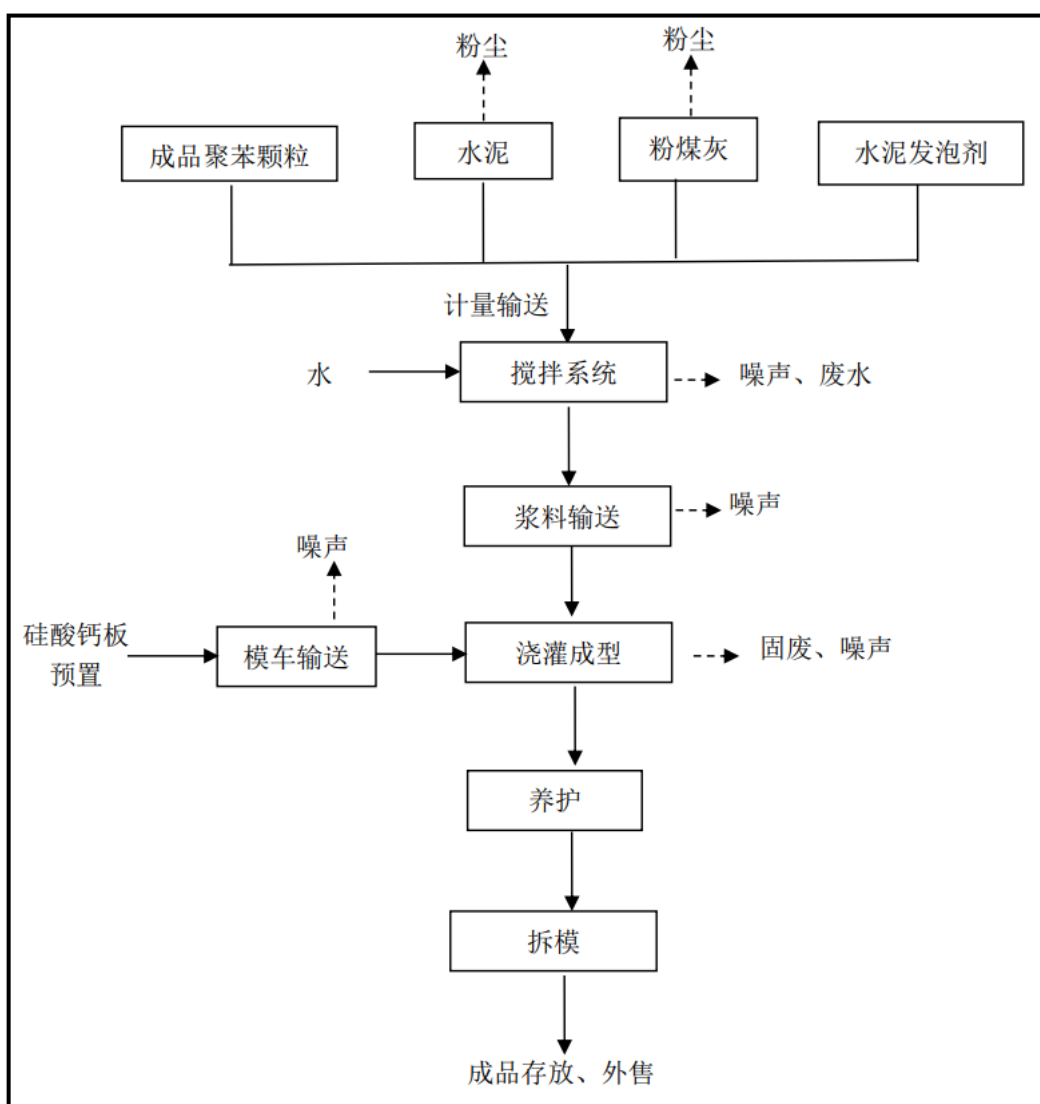 粉尘
粉尘
成品聚苯颗粒
水泥
粉煤灰
水泥发泡剂
计量输送
水
搅拌系统
噪声、废水
浆料输送
噪声
噪声
硅酸钙板
预置
模车输送
浇灌成型
固废、噪声
养护
拆模
成品存放、外售